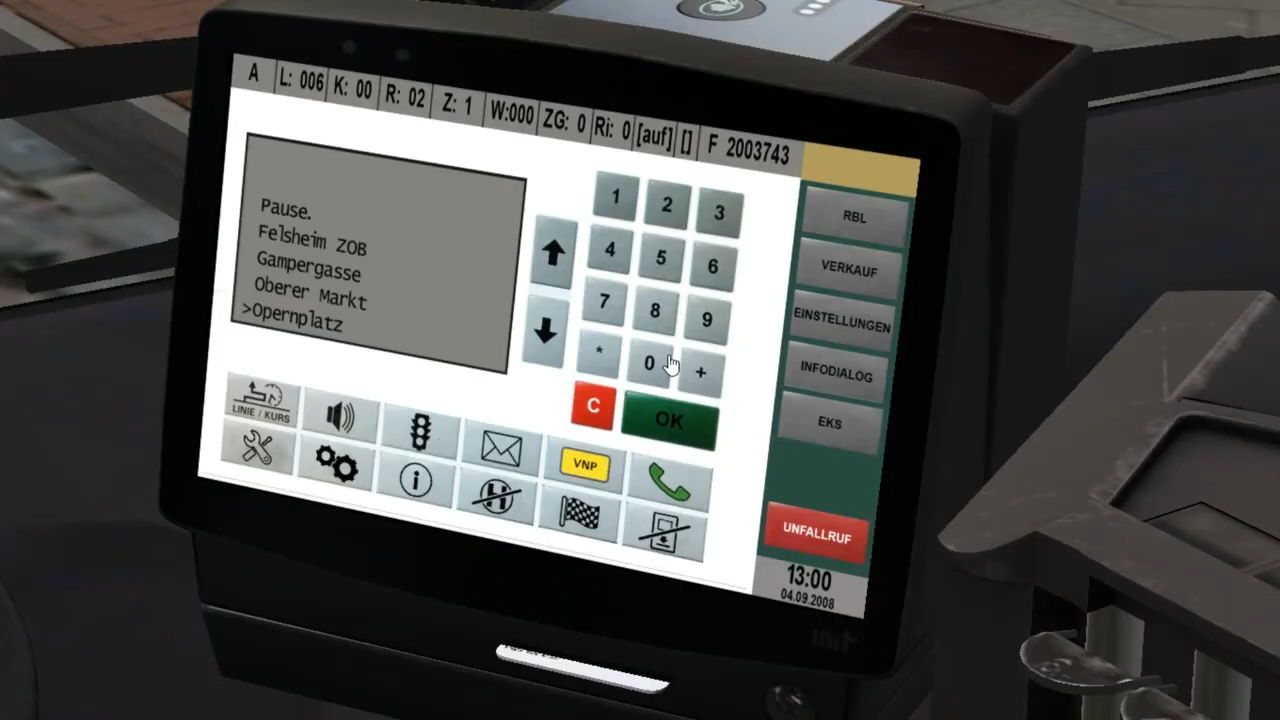 A L: 006 K: 00 R: 02 Z: 1 W:000 ZG: 0 Ri: 0 [auf] [] F 2003743
Pause.
Felsheim ZOB
Gampergasse
Oberer Markt
>Opernplatz
1 2 3
4 5 6
7 8 9
* 0 +
C OK
RBL
VERKAUF
EINSTELLUNGEN
INFODIALOG
EKS
UNFALLRUF
LINIE / KURS
VNP
13:00
04.09.2008
init